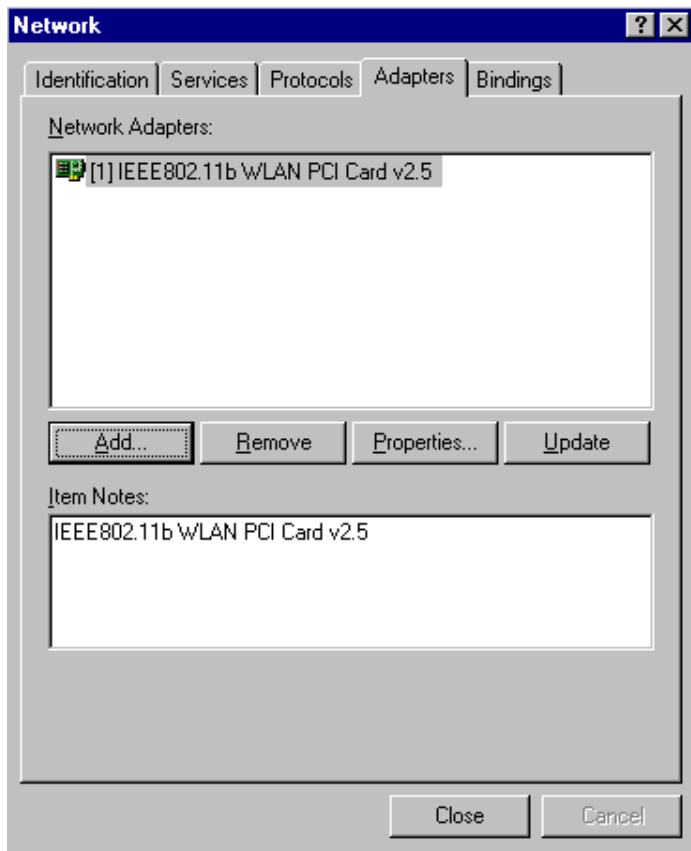 Network
Identification Services Protocols Adapters Bindings
Network Adapters:
[1] IEEE802.11b WLAN PCI Card v2.5
Add... Remove Properties... Update
Item Notes:
IEEE802.11b WLAN PCI Card v2.5
Close Cancel